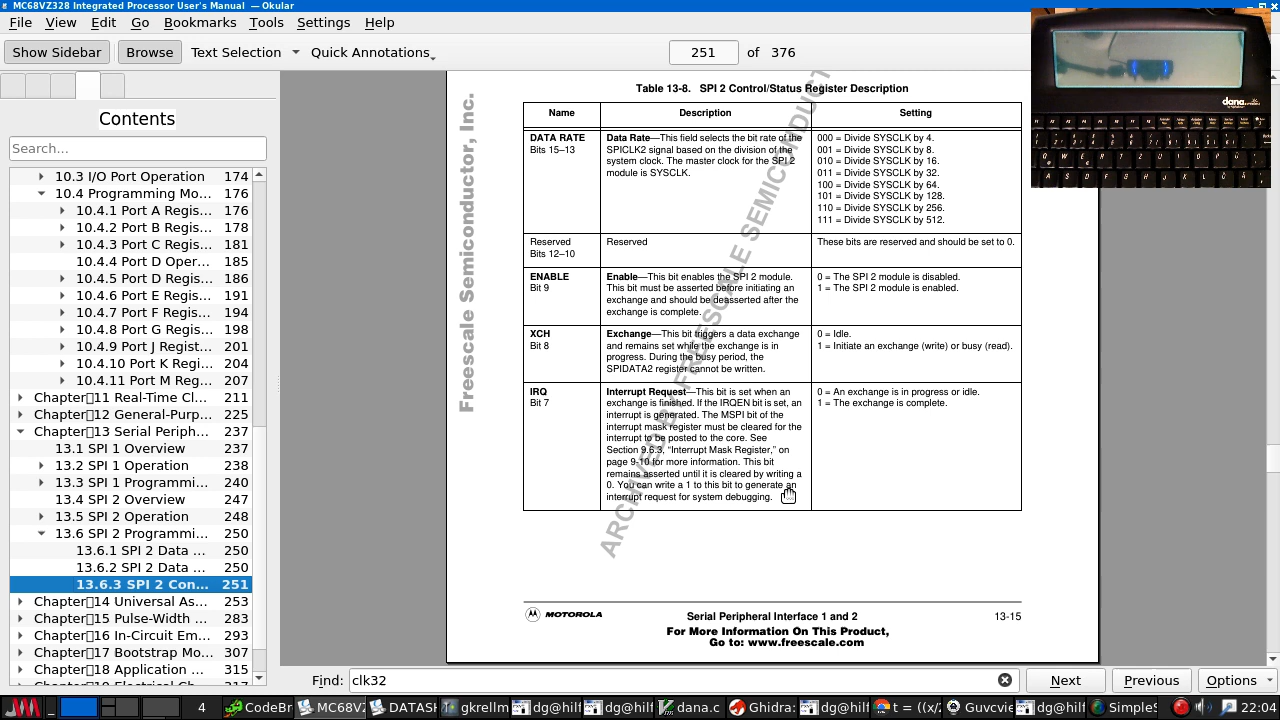 MC68VZ328 Integrated Processor User's Manual — Okular
File View Edit Go Bookmarks Tools Settings Help
Show Sidebar Browse Text Selection Quick Annotations 251 of 376
Contents
Search...
10.3 I/O Port Operation 174
10.4 Programming Mo... 176
10.4.1 Port A Regis... 176
10.4.2 Port B Regis... 178
10.4.3 Port C Regis... 181
10.4.4 Port D Oper... 185
10.4.5 Port D Regis... 186
10.4.6 Port E Regis... 191
10.4.7 Port F Regis... 194
10.4.8 Port G Regis... 198
10.4.9 Port J Regist... 201
10.4.10 Port K Regi... 204
10.4.11 Port M Reg... 207
Chapter 11 Real-Time Cl... 211
Chapter 12 General-Purp... 225
Chapter 13 Serial Periph... 237
13.1 SPI 1 Overview 237
13.2 SPI 1 Operation 238
13.3 SPI 1 Programmi... 240
13.4 SPI 2 Overview 247
13.5 SPI 2 Operation 248
13.6 SPI 2 Programmi... 250
13.6.1 SPI 2 Data ... 250
13.6.2 SPI 2 Data ... 250
13.6.3 SPI 2 Con... 251
Chapter 14 Universal As... 253
Chapter 15 Pulse-Width ... 283
Chapter 16 In-Circuit Em... 293
Chapter 17 Bootstrap Mo... 307
Chapter 18 Application ... 315
Freescale Semiconductor, Inc.
ARCHIVED BY FREESCALE SEMICONDUCT
Table 13-8. SPI 2 Control/Status Register Description
Name Description Setting
DATA RATE
Bits 15–13
Data Rate—This field selects the bit rate of the
SPICLK2 signal based on the division of the
system clock. The master clock for the SPI 2
module is SYSCLK.
000 = Divide SYSCLK by 4.
001 = Divide SYSCLK by 8.
010 = Divide SYSCLK by 16.
011 = Divide SYSCLK by 32.
100 = Divide SYSCLK by 64.
101 = Divide SYSCLK by 128.
110 = Divide SYSCLK by 256.
111 = Divide SYSCLK by 512.
Reserved
Bits 12–10
Reserved
These bits are reserved and should be set to 0.
ENABLE
Bit 9
Enable—This bit enables the SPI 2 module.
This bit must be asserted before initiating an
exchange and should be deasserted after the
exchange is complete.
0 = The SPI 2 module is disabled.
1 = The SPI 2 module is enabled.
XCH
Bit 8
Exchange—This bit triggers a data exchange
and remains set while the exchange is in
progress. During the busy period, the
SPIDATA2 register cannot be written.
0 = Idle.
1 = Initiate an exchange (write) or busy (read).
IRQ
Bit 7
Interrupt Request—This bit is set when an
exchange is finished. If the IRQEN bit is set, an
interrupt is generated. The MSPI bit of the
interrupt mask register must be cleared for the
interrupt to be posted to the core. See
Section 9.6.3, “Interrupt Mask Register,” on
page 9-10 for more information. This bit
remains asserted until it is cleared by writing a
0. You can write a 1 to this bit to generate an
interrupt request for system debugging.
0 = An exchange is in progress or idle.
1 = The exchange is complete.
MOTOROLA Serial Peripheral Interface 1 and 2 13-15
For More Information On This Product,
Go to: www.freescale.com
dana
Find: clk32 Next Previous Options
4 CodeBr MC68V DATASH gkrellm dg@hilf dg@hilf dana.c Ghidra: dg@hilf t = ((x/ Guvcvie dg@hilf SimpleS 22:04